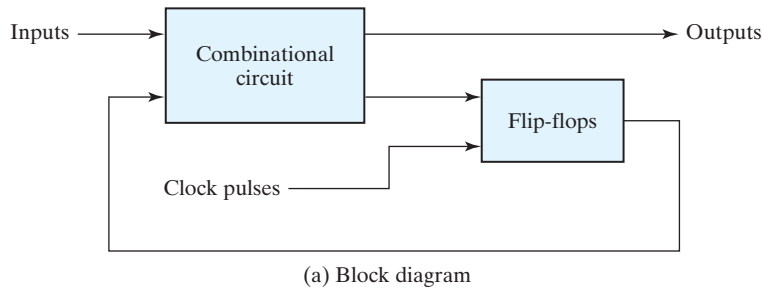 Inputs
Combinational
circuit
Outputs
Flip-flops
Clock pulses
(a) Block diagram